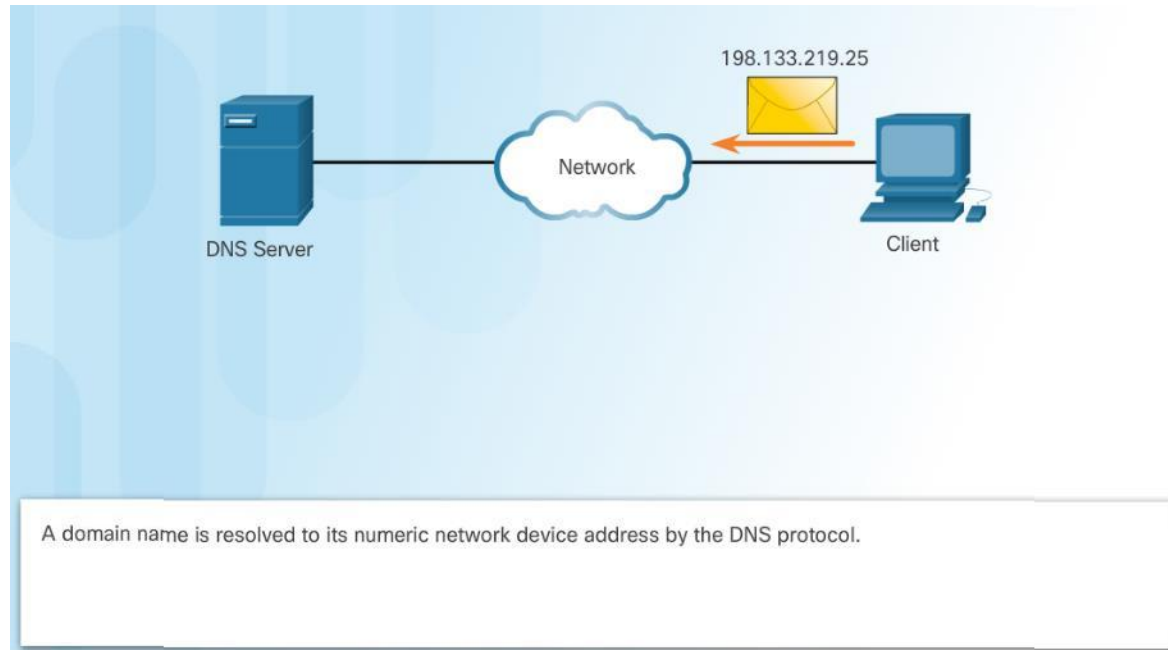 198.133.219.25
Network
DNS Server
Client
A domain name is resolved to its numeric network device address by the DNS protocol.